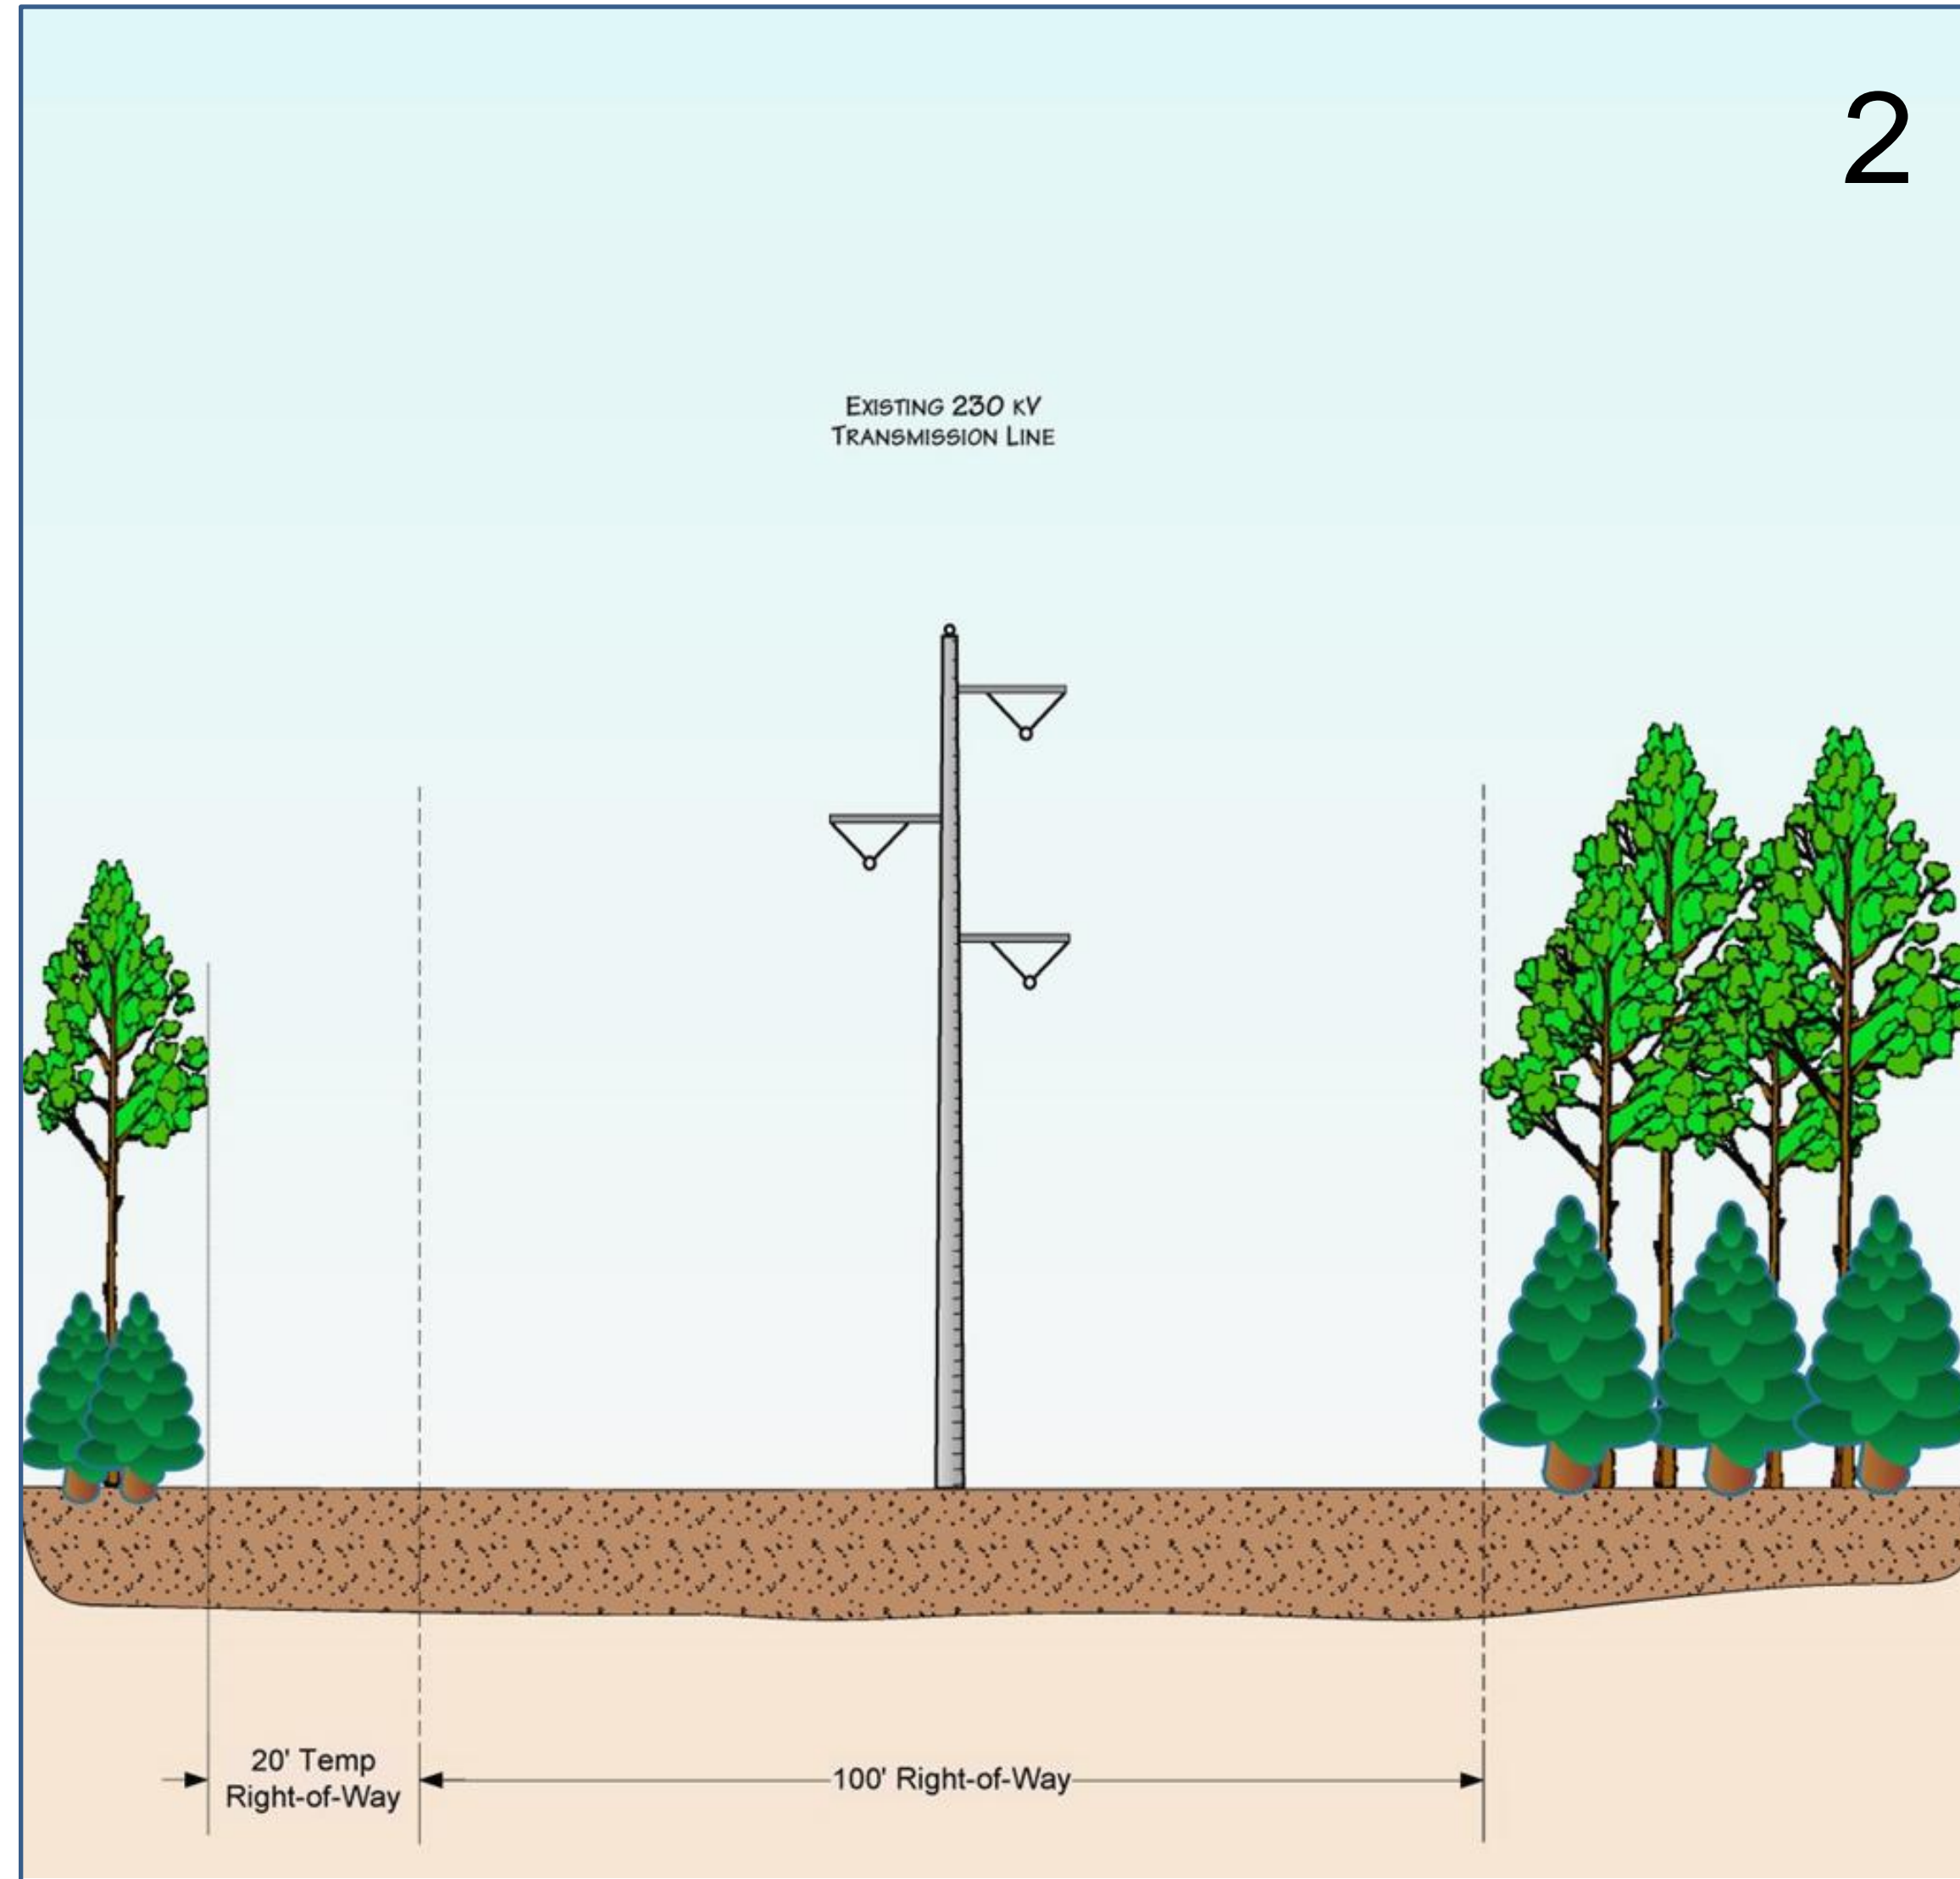 2
EXISTING 230 KV
TRANSMISSION LINE
20' Temp
Right-of-Way
100' Right-of-Way